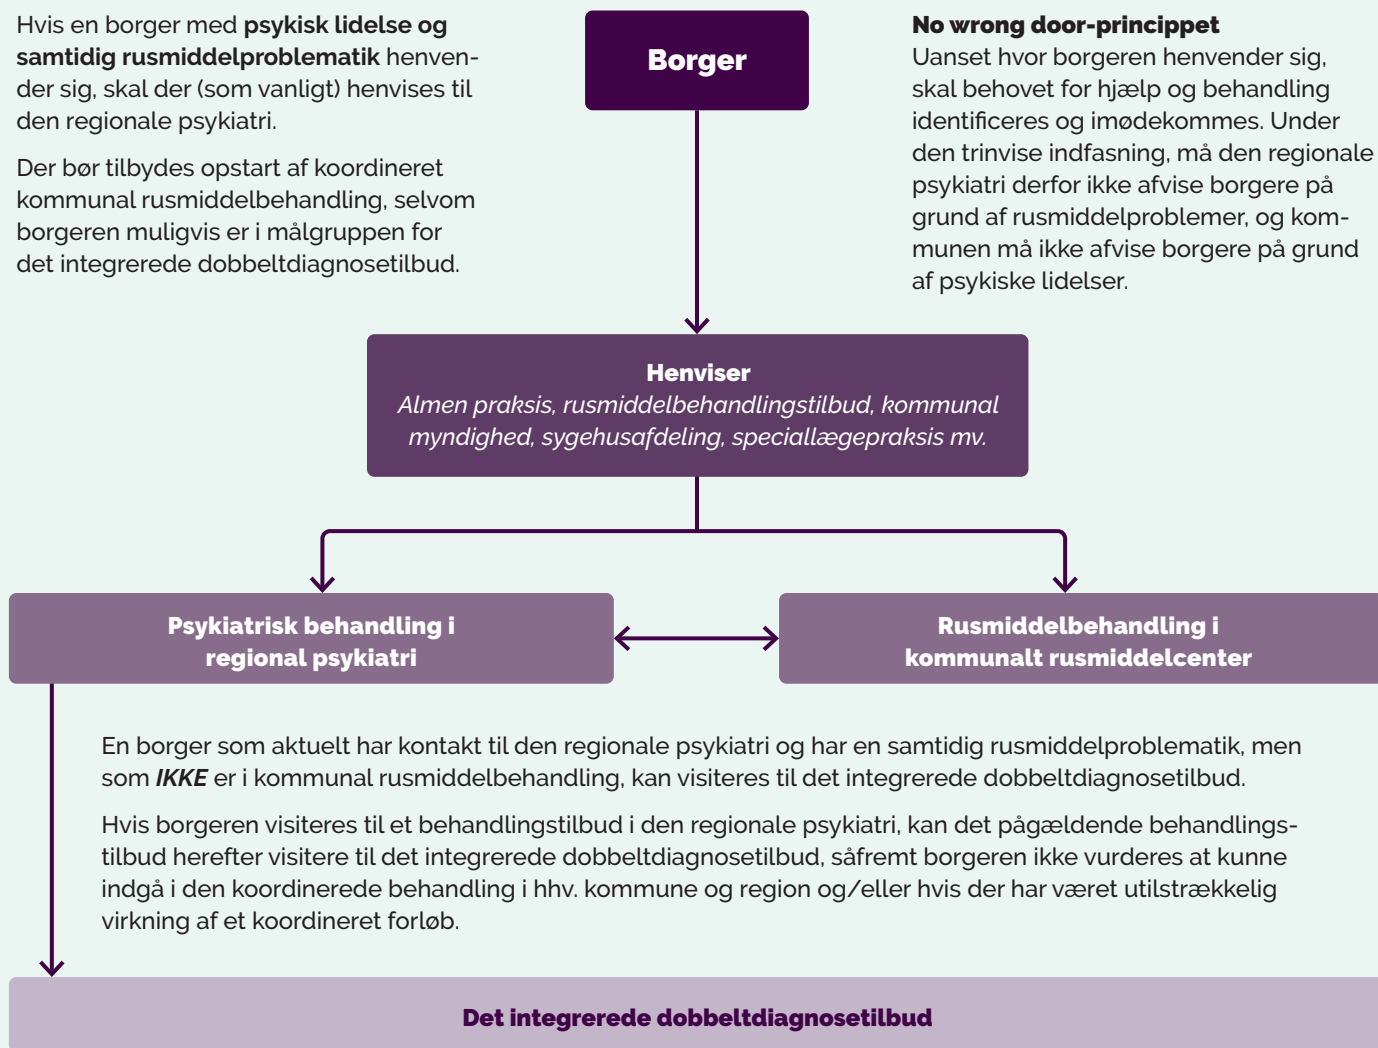 Hvis en borger med psykisk lidelse og
samtidig rusmiddelproblematik henven-
der sig, skal der (som vanligt) henvises til
den regionale psykiatri.
Der bør tilbydes opstart af koordineret
kommunal rusmiddelbehandling, selvom
borgeren muligvis er i målgruppen for
det integrerede dobbeltdiagnosetilbud.
Borger
No wrong door-princippet
Uanset hvor borgeren henvender sig,
skal behovet for hjælp og behandling
identificeres og imødekommes. Under
den trinvise indfasning, må den regionale
psykiatri derfor ikke afvise borgere på
grund af rusmiddelproblemer, og kom-
munen må ikke afvise borgere på grund
af psykiske lidelser.
Henviser
Almen praksis, rusmiddelbehandlingstilbud, kommunal
myndighed, sygehusafdeling, speciallægepraksis mv.
Psykiatrisk behandling i
regional psykiatri
Rusmiddelbehandling i
kommunalt rusmiddelcenter
En borger som aktuelt har kontakt til den regionale psykiatri og har en samtidig rusmiddelproblematik, men
som IKKE er i kommunal rusmiddelbehandling, kan visiteres til det integrerede dobbeltdiagnosetilbud.
Hvis borgeren visiteres til et behandlingstilbud i den regionale psykiatri, kan det pågældende behandlings-
tilbud herefter visitere til det integrerede dobbeltdiagnosetilbud, såfremt borgeren ikke vurderes at kunne
indgå i den koordinerede behandling i hhv. kommune og region og/eller hvis der har været utilstrækkelig
virkning af et koordineret forløb.
Det integrerede dobbeltdiagnosetilbud